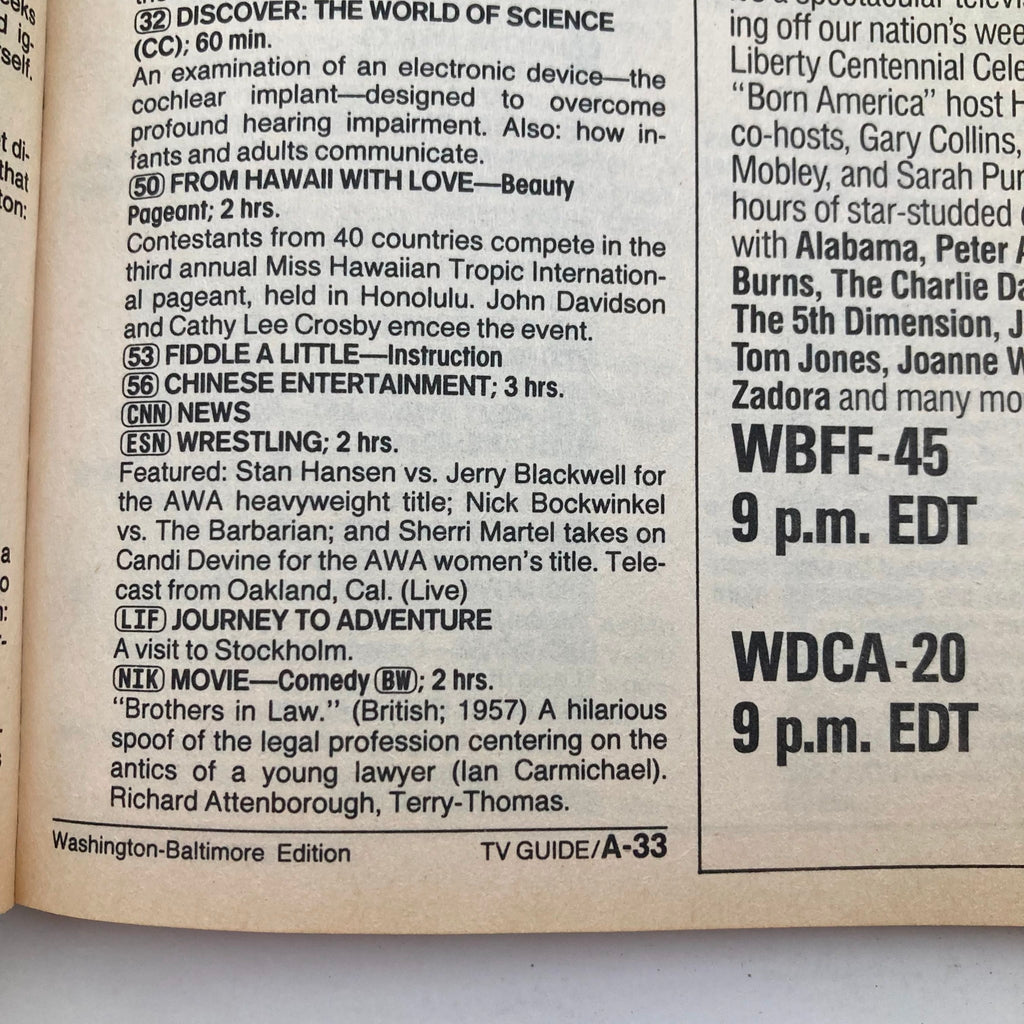 (32) DISCOVER: THE WORLD OF SCIENCE
(CC); 60 min.
An examination of an electronic device—the
cochlear implant—designed to overcome
profound hearing impairment. Also: how in-
fants and adults communicate.
(50) FROM HAWAII WITH LOVE—Beauty
Pageant; 2 hrs.
Contestants from 40 countries compete in the
third annual Miss Hawaiian Tropic Internation-
al pageant, held in Honolulu. John Davidson
and Cathy Lee Crosby emcee the event.
(53) FIDDLE A LITTLE—Instruction
(56) CHINESE ENTERTAINMENT; 3 hrs.
(CNN) NEWS
(ESN) WRESTLING; 2 hrs.
Featured: Stan Hansen vs. Jerry Blackwell for
the AWA heavyweight title; Nick Bockwinkel
vs. The Barbarian; and Sherri Martel takes on
Candi Devine for the AWA women's title. Tele-
cast from Oakland, Cal. (Live)
(LIF) JOURNEY TO ADVENTURE
A visit to Stockholm.
(NIK) MOVIE—Comedy (BW); 2 hrs.
"Brothers in Law." (British; 1957) A hilarious
spoof of the legal profession centering on the
antics of a young lawyer (Ian Carmichael).
Richard Attenborough, Terry-Thomas.
Washington-Baltimore Edition TV GUIDE/A-33
ing off our nation's wee
Liberty Centennial Cele
"Born America" host H
co-hosts, Gary Collins,
Mobley, and Sarah Pur
hours of star-studded
with Alabama, Peter A
Burns, The Charlie Da
The 5th Dimension, J
Tom Jones, Joanne W
Zadora and many mo
WBFF-45
9 p.m. EDT
WDCA-20
9 p.m. EDT